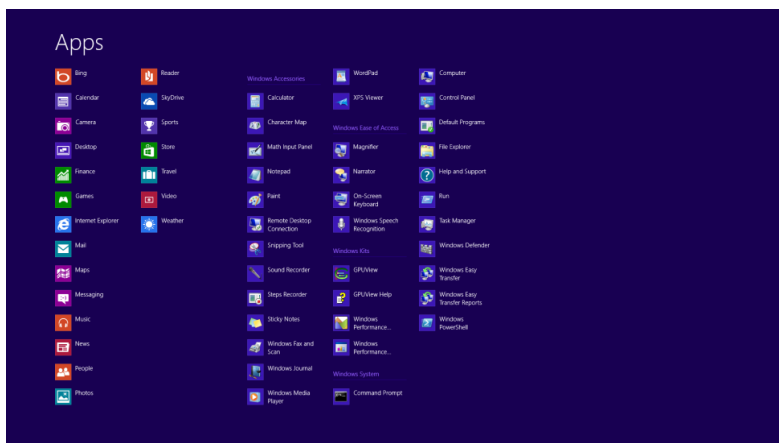 Apps
Bing
Calendar
Camera
Desktop
Finance
Games
Internet Explorer
Mail
Maps
Messaging
Music
News
People
Photos
Reader
SkyDrive
Sports
Store
Travel
Video
Weather
Windows Accessories
Calculator
Character Map
Math Input Panel
Notepad
Paint
Remote Desktop
Connection
Snipping Tool
Sound Recorder
Steps Recorder
Sticky Notes
Windows Fax and
Scan
Windows Journal
Windows Media
Player
WordPad
XPS Viewer
Windows Ease of Access
Magnifier
Narrator
On-Screen
Keyboard
Windows Speech
Recognition
Windows Kits
GPUView
GPUView Help
Windows
Performance...
Windows
Performance...
Windows System
Command Prompt
Computer
Control Panel
Default Programs
File Explorer
Help and Support
Run
Task Manager
Windows Defender
Windows Easy
Transfer
Windows Easy
Transfer Reports
Windows
PowerShell